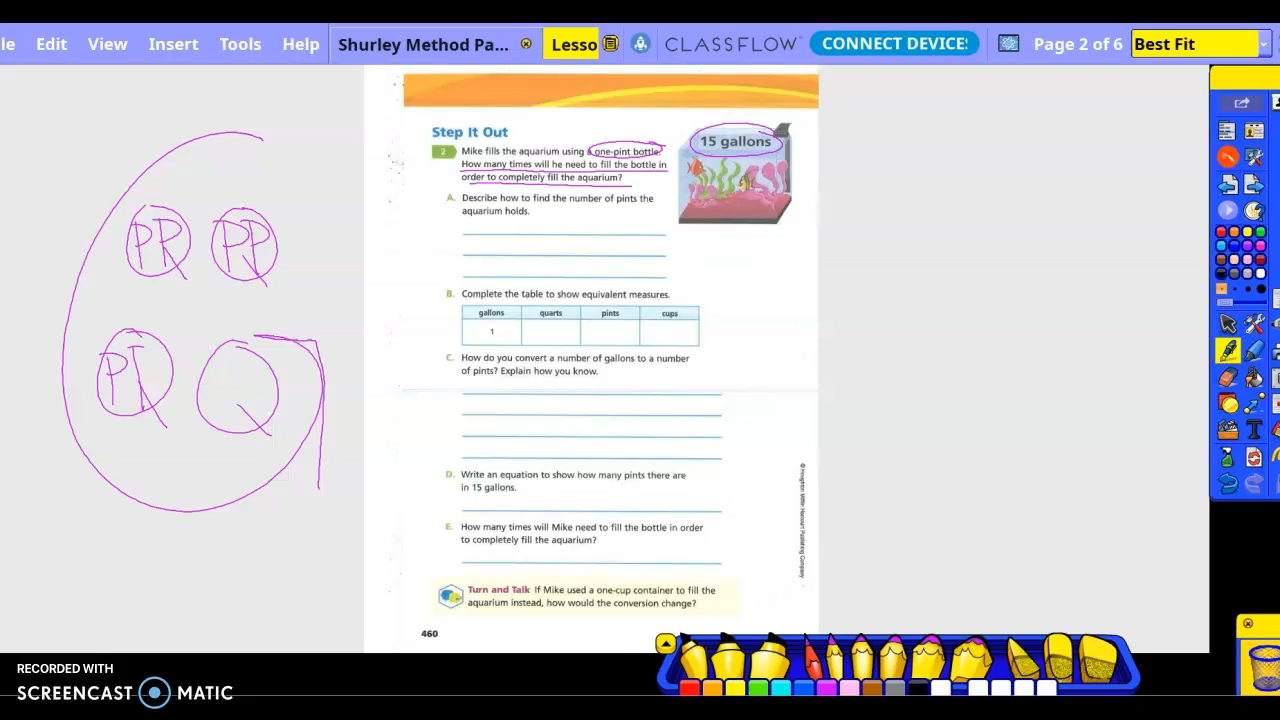 le Edit View Insert Tools Help Shurley Method Pa... Lesso CLASSFLOW CONNECT DEVICES Page 2 of 6 Best Fit
Step It Out
2 Mike fills the aquarium using a one-pint bottle.
How many times will he need to fill the bottle in
order to completely fill the aquarium?
15 gallons
A. Describe how to find the number of pints the
aquarium holds.
B. Complete the table to show equivalent measures.
gallons quarts pints cups
1
C. How do you convert a number of gallons to a number
of pints? Explain how you know.
D. Write an equation to show how many pints there are
in 15 gallons.
E. How many times will Mike need to fill the bottle in order
to completely fill the aquarium?
Turn and Talk If Mike used a one-cup container to fill the
aquarium instead, how would the conversion change?
460
© Houghton Mifflin Harcourt Publishing Company
RECORDED WITH
SCREENCAST MATIC